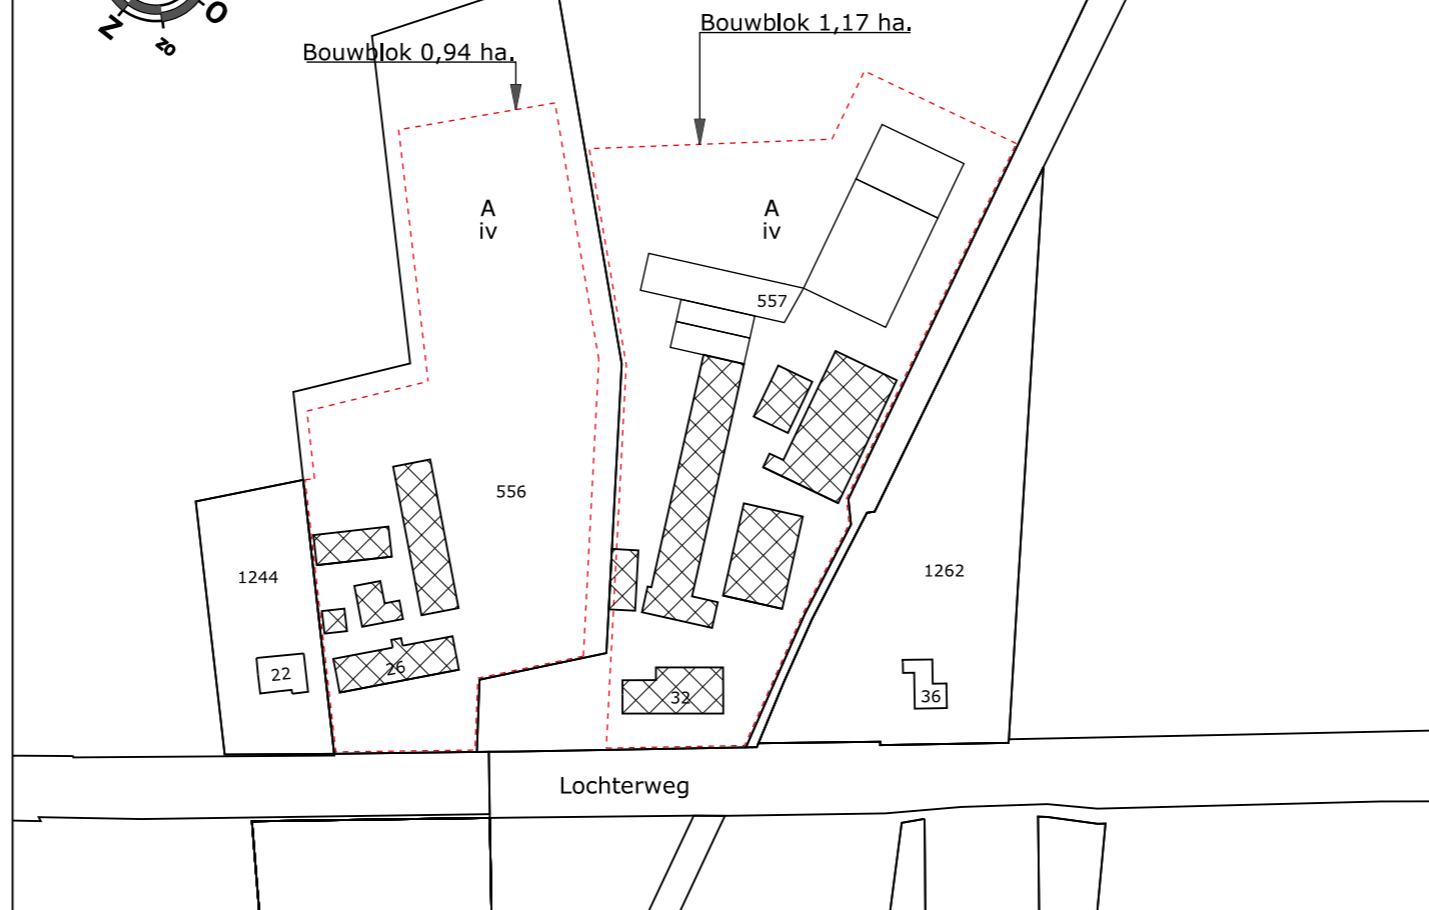 Z
ZO
O
Bouwblok 0,94 ha.
Bouwblok 1,17 ha.
A
iv
A
iv
557
556
1244
1262
22
26
32
36
Lochterweg